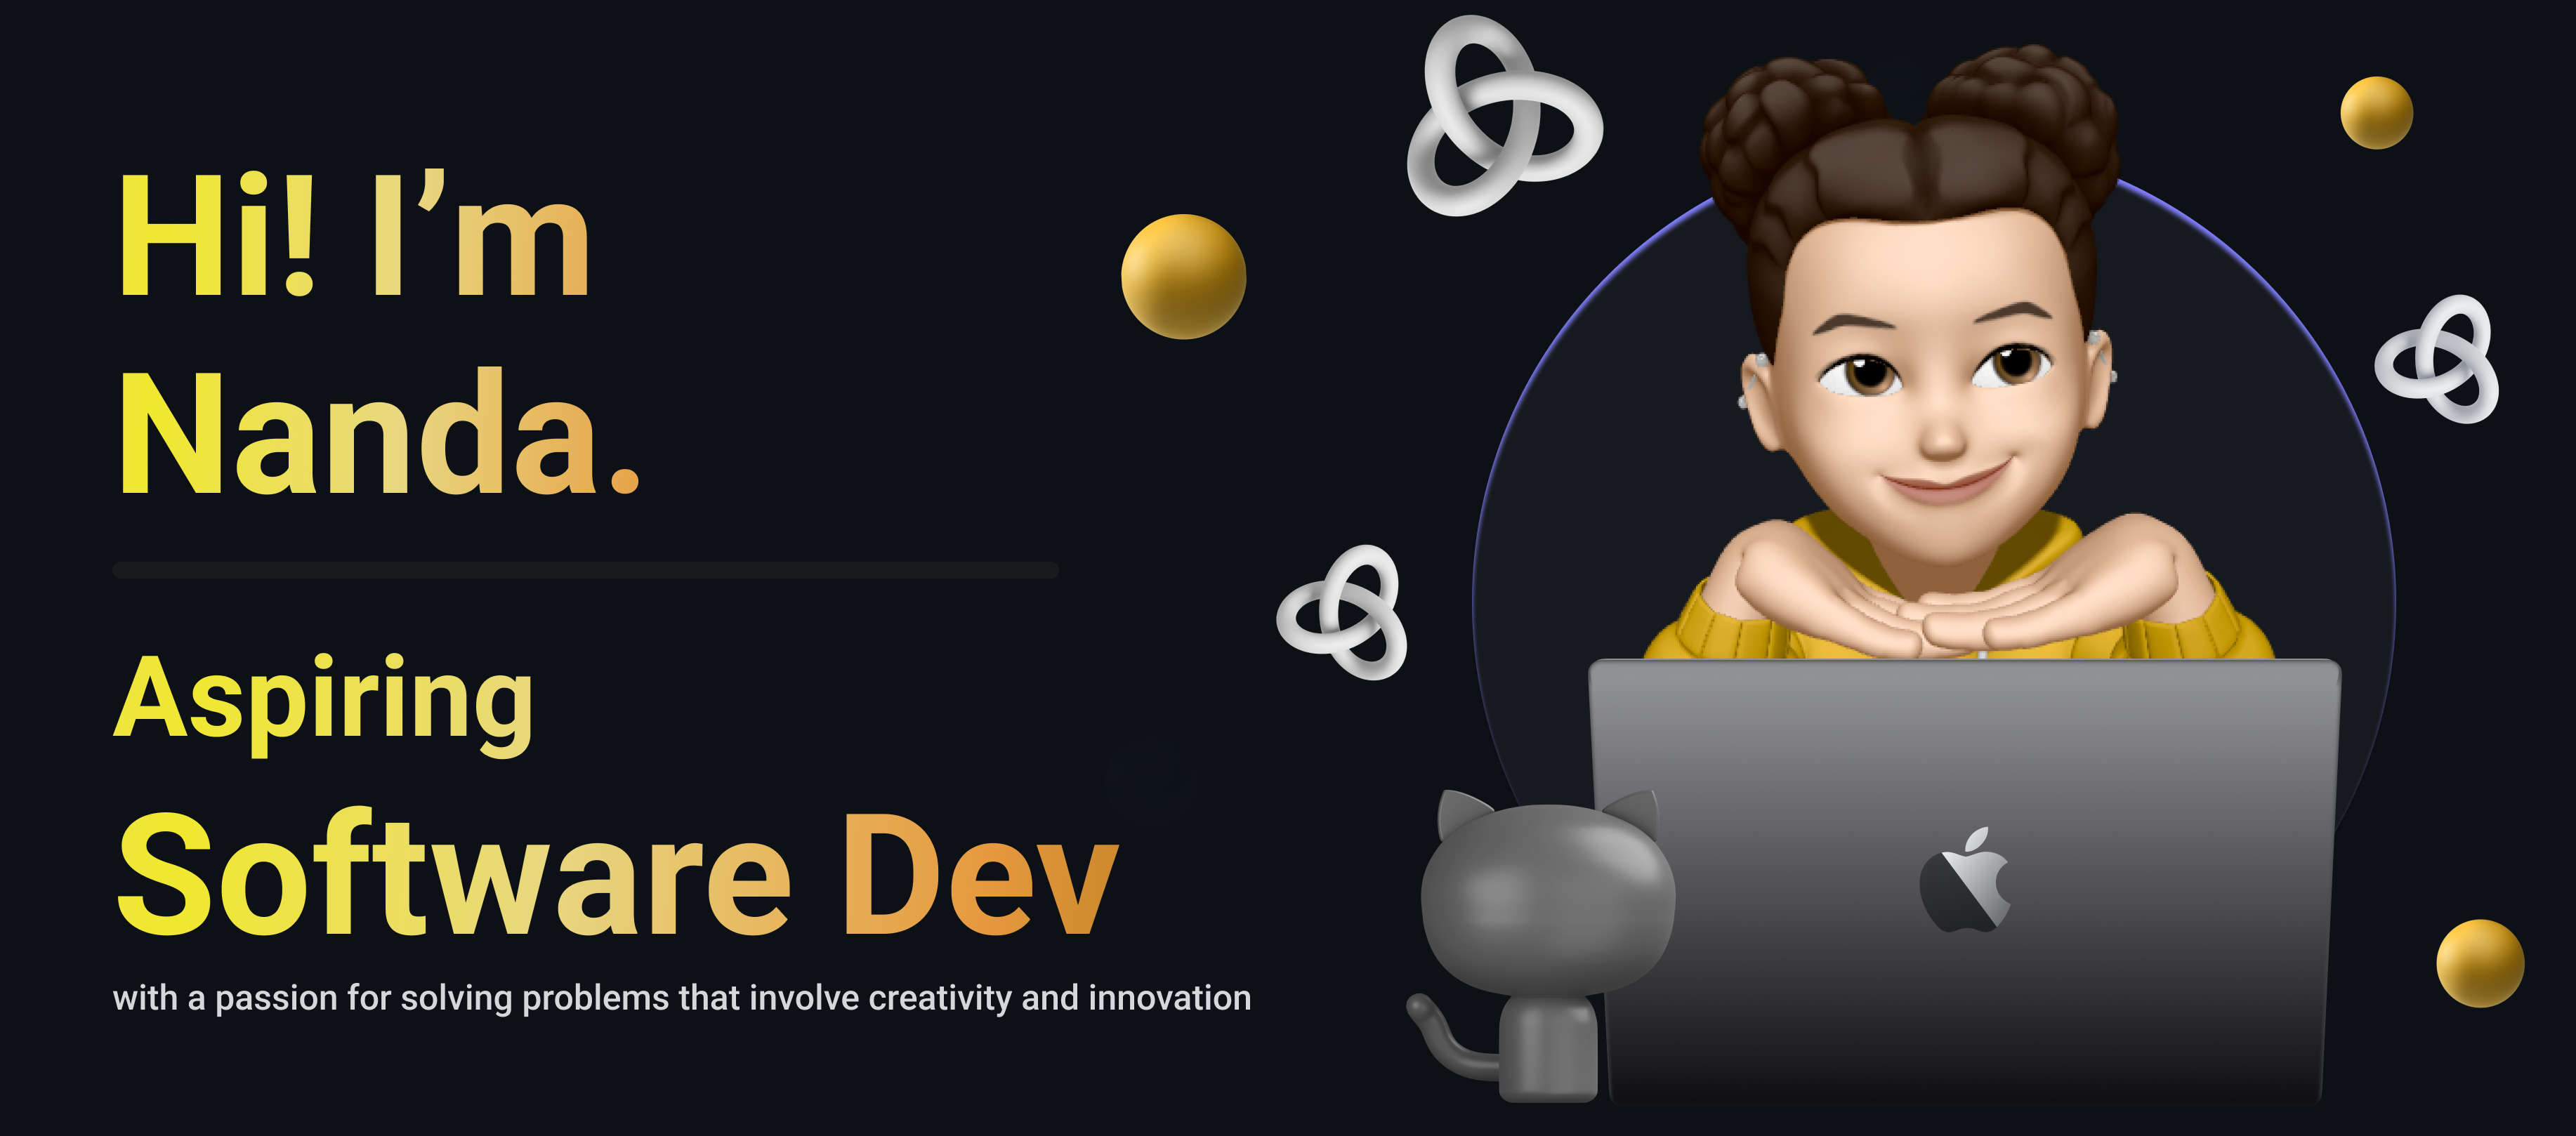 Hi! I’m
Nanda.
Aspiring
Software Dev
with a passion for solving problems that involve creativity and innovation